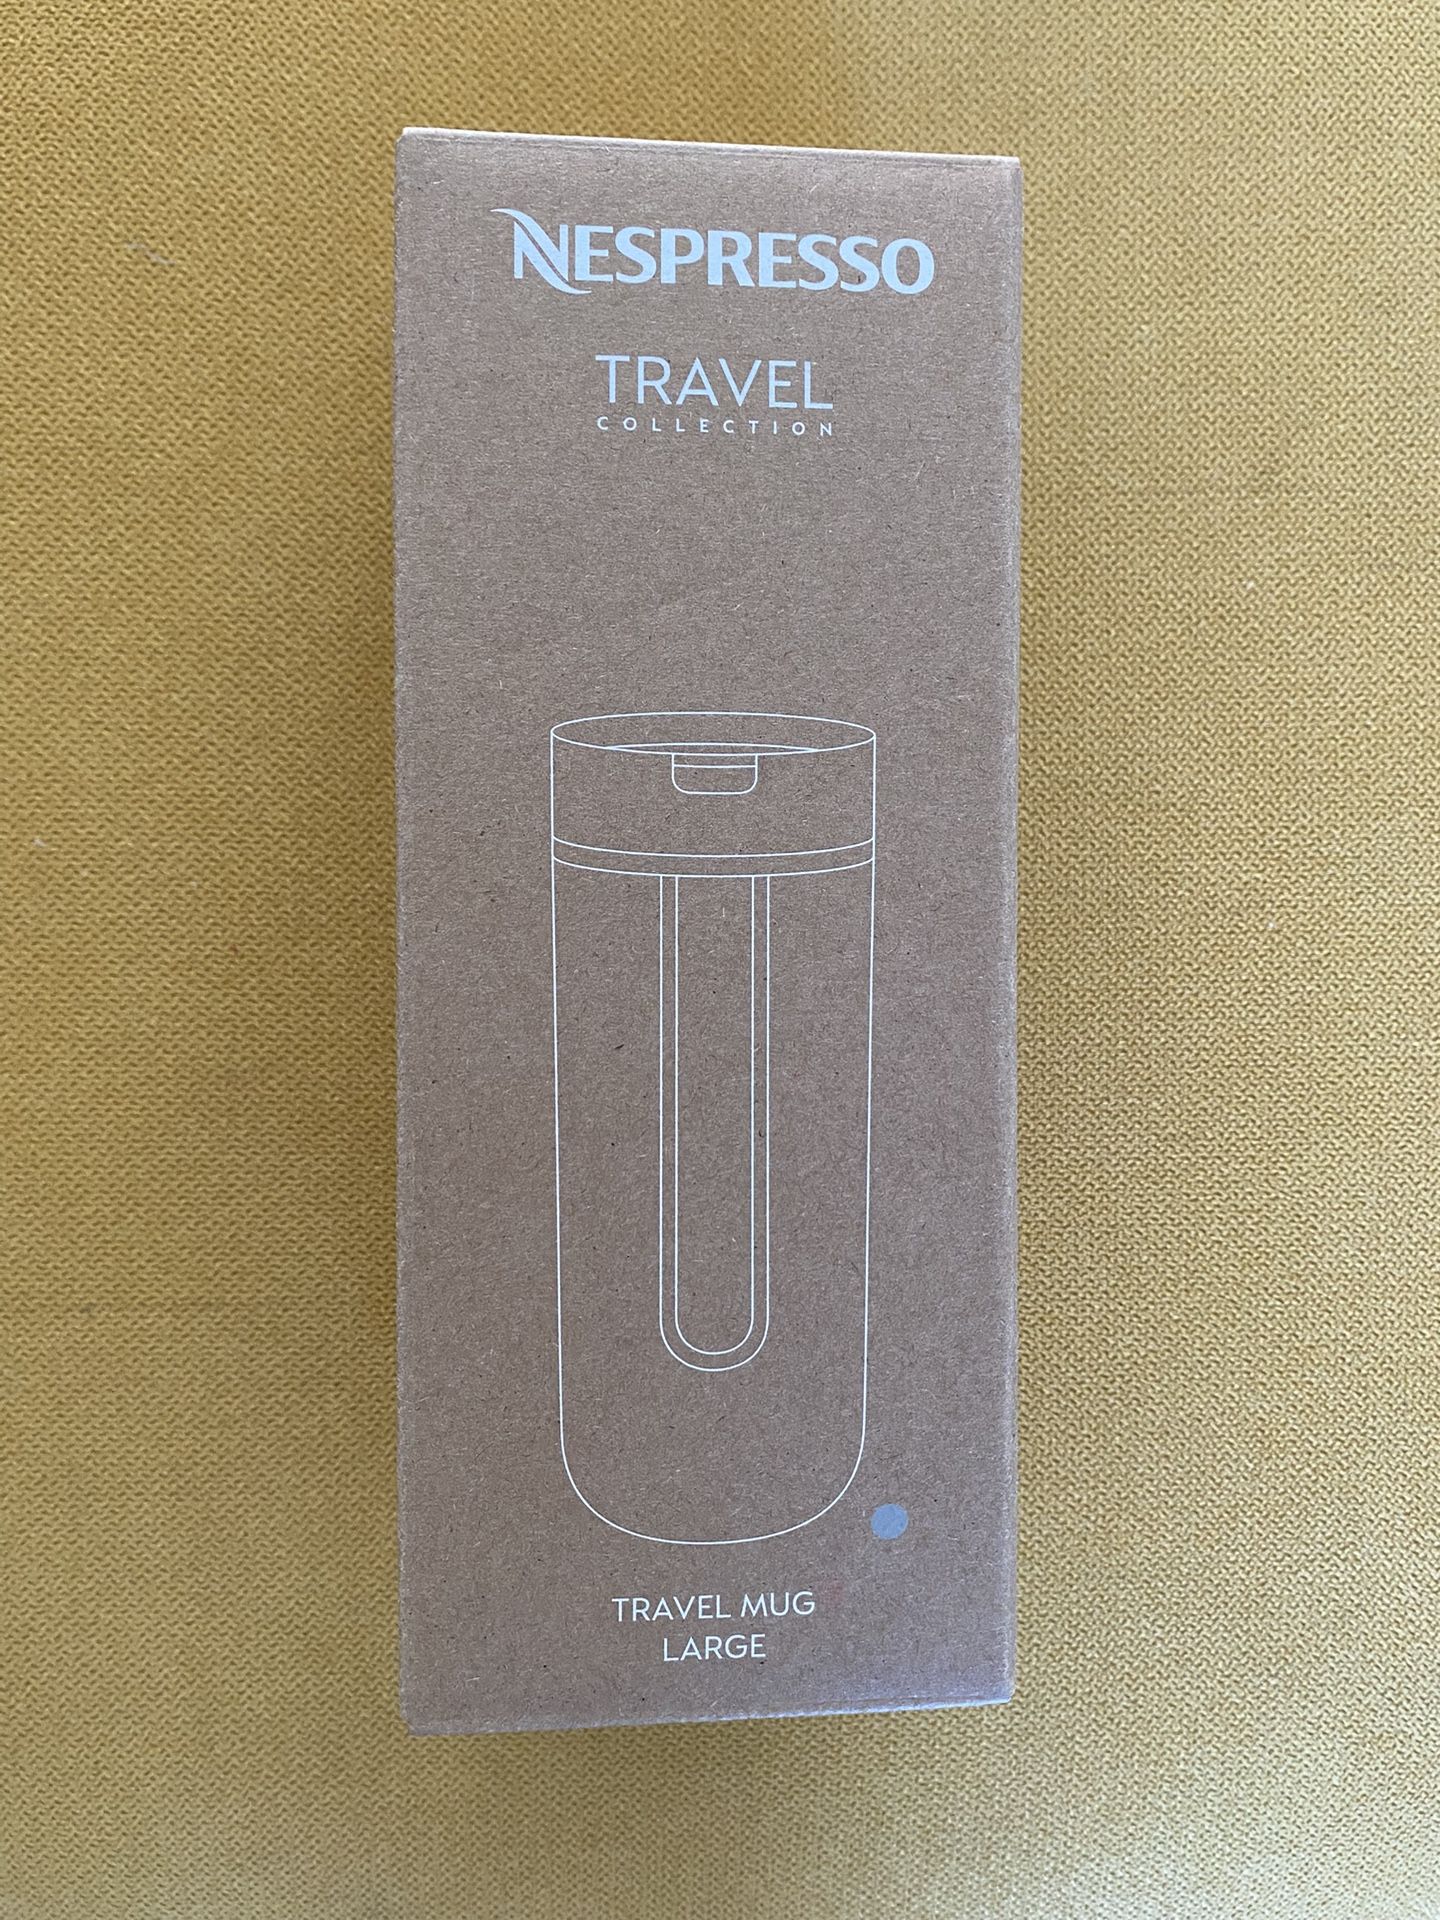 NESPRESSO
TRAVEL
COLLECTION
TRAVEL MUG
LARGE